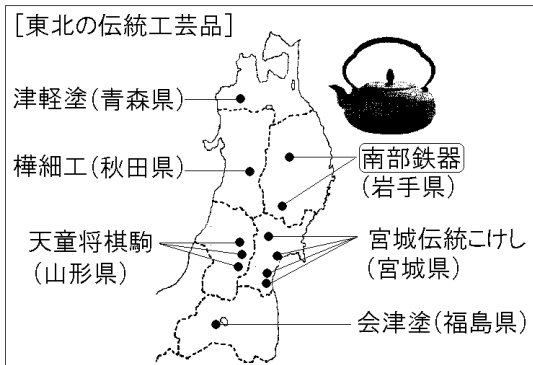 [東北の伝統工芸品]
津軽塗(青森県)
樺細工(秋田県)
南部鉄器
(岩手県)
天童将棋駒
(山形県)
宮城伝統こけし
(宮城県)
会津塗(福島県)